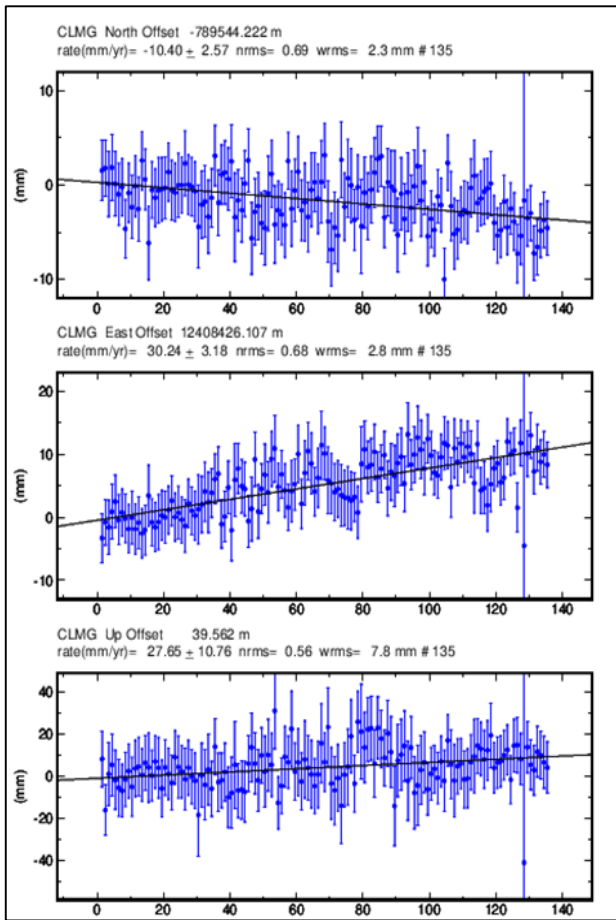 CLMG North Offset -789544.222 m
rate(mm/yr)= -10.40 ± 2.57 nrms= 0.69 wrms= 2.3 mm # 135
10
0
-10
(mm)
0 20 40 60 80 100 120 140
CLMG East Offset 12408426.107 m
rate(mm/yr)= 30.24 ± 3.18 nrms= 0.68 wrms= 2.8 mm # 135
20
10
0
-10
(mm)
0 20 40 60 80 100 120 140
CLMG Up Offset 39.562 m
rate(mm/yr)= 27.65 ± 10.76 nrms= 0.56 wrms= 7.8 mm # 135
40
20
0
-20
-40
(mm)
0 20 40 60 80 100 120 140